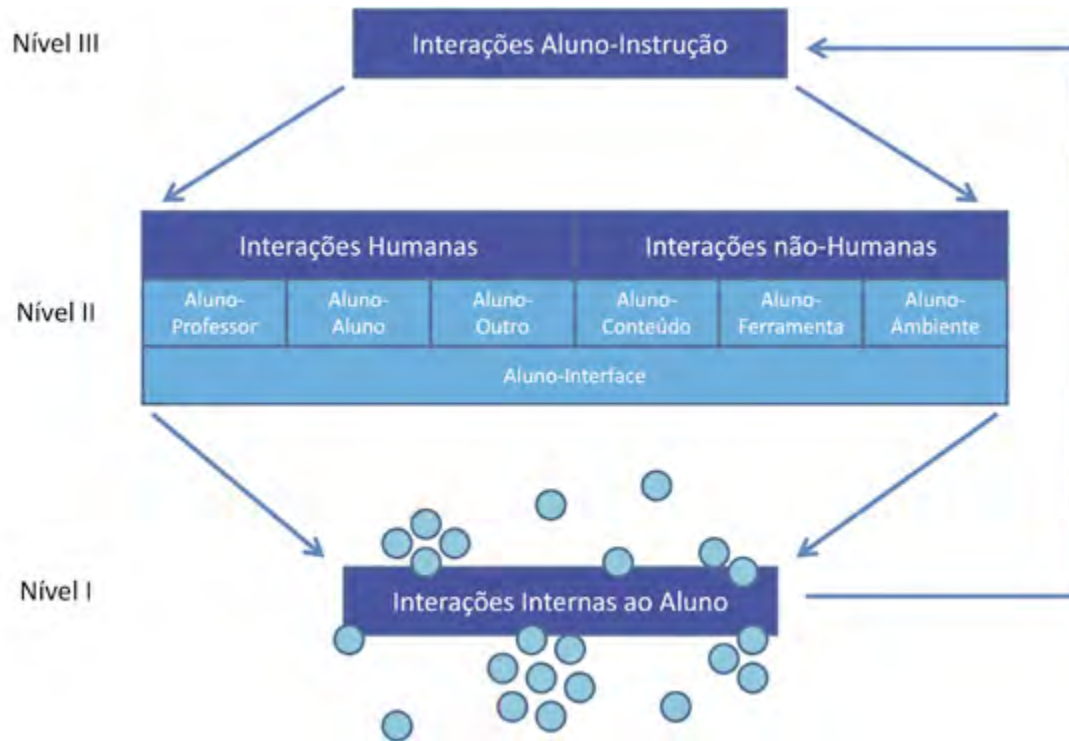 Nível III
Interações Aluno-Instrução
Interações Humanas
Interações não-Humanas
Nível II
Aluno-
Professor
Aluno-
Aluno
Aluno-
Outro
Aluno-
Conteúdo
Aluno-
Ferramenta
Aluno-
Ambiente
Aluno-Interface
Nível I
Interações Internas ao Aluno